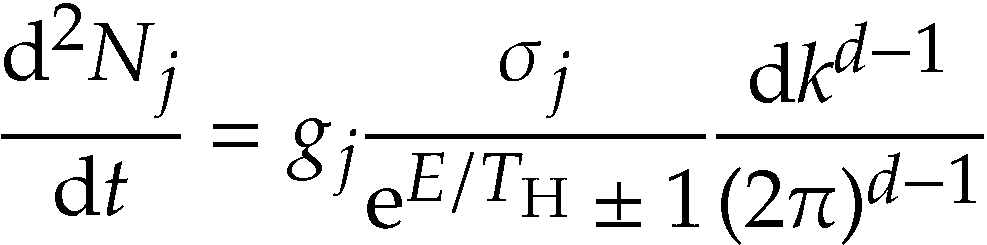 d²N_j/dt = g_j σ_j/(e^{E/T_H} ± 1) dk^{d−1}/(2π)^{d−1}